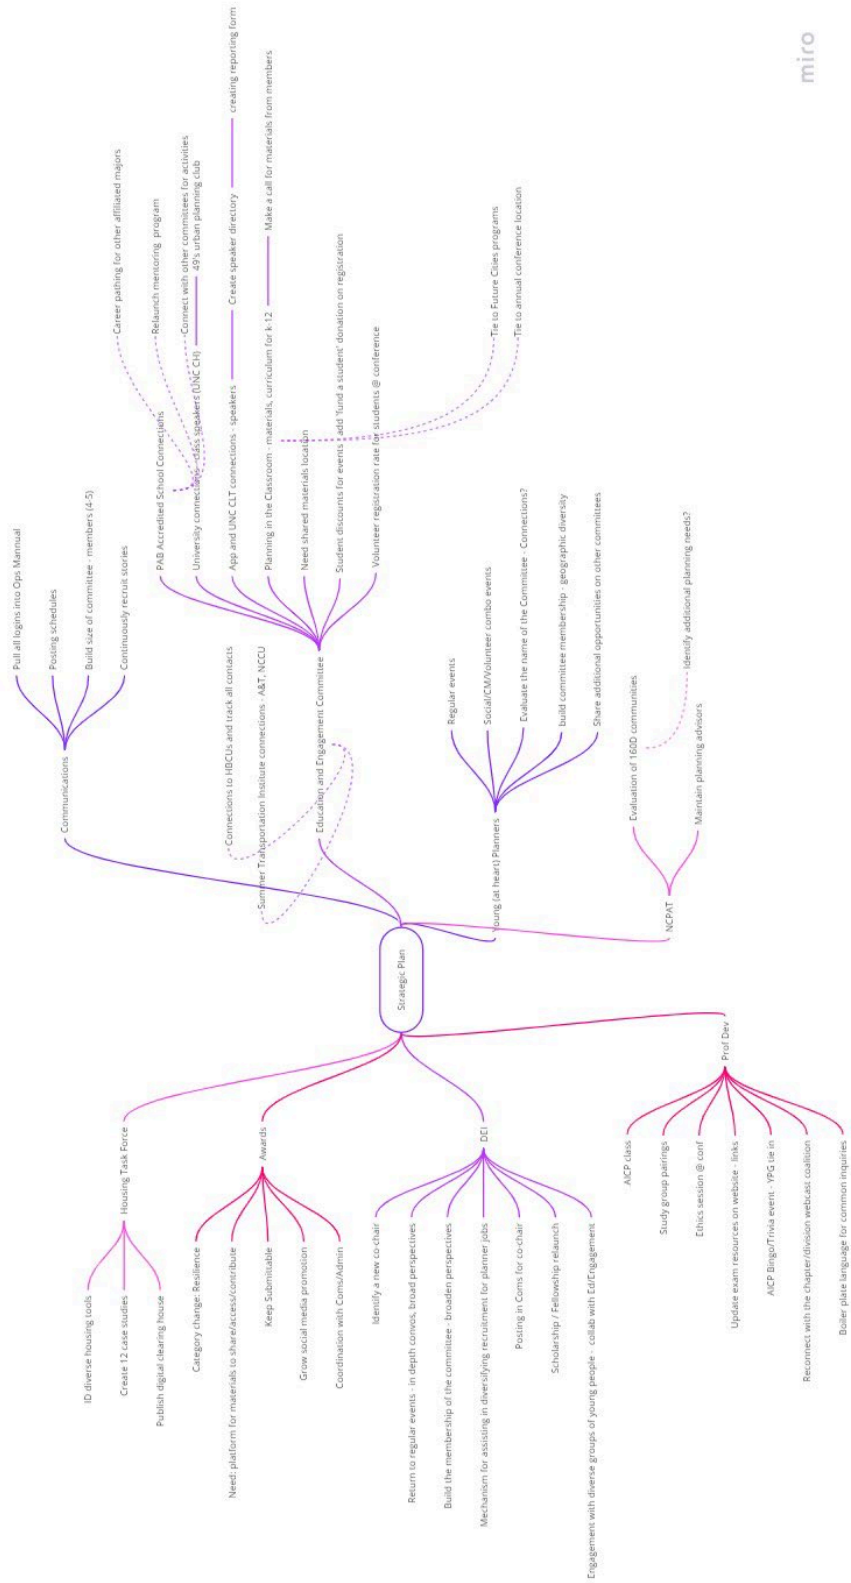 miro
Strategic Plan
Communications
Pull all logins into Ops Mannual
Posting schedules
Build size of committee - members (4-5)
Continuously recruit stories
Education and Engagement Committee
PAB Accredited School Connections
Career pathing for other affiliated majors
Relaunch mentoring program
Connect with other committees for activities
University connections - class speakers (UNC CH)
49's urban planning club
App and UNC CLT connections - speakers
Create speaker directory
creating reporting form
Planning in the Classroom - materials, curriculum for k-12
Make a call for materials from members
Tie to Future Cities programs
Tie to annual conference location
Need shared materials location
Student discounts for events - add 'fund a student' donation on registration
Volunteer registration rate for students @ conference
Connections to HBCUs and track all contacts
Summer Transportation Institute connections - A&T, NCCU
Young (at heart) Planners
Regular events
Social/CM/Volunteer combo events
Evaluate the name of the Committee - Connections?
build committee membership - geographic diversity
Share additional opportunities on other committees
NCPAT
Evaluation of 160D communities
Identify additional planning needs?
Maintain planning advisors
Housing Task Force
ID diverse housing tools
Create 12 case studies
Publish digital clearing house
Awards
Category change: Resilience
Need: platform for materials to share/access/contribute
Keep Submittable
Grow social media promotion
Coordination with Coms/Admin
DEI
Identify a new co-chair
Return to regular events - in depth convos, broad perspectives
Build the membership of the committee - broaden perspectives
Mechanism for assisting in diversifying recruitment for planner jobs
Posting in Coms for co-chair
Scholarship / Fellowship relaunch
Engagement with diverse groups of young people - collab with Ed/Engagement
Prof Dev
AICP class
Study group pairings
Ethics session @ conf
Update exam resources on website - links
AICP Bingo/Trivia event - YPG tie in
Reconnect with the chapter/division webcast coalition
Boiler plate language for common inquiries